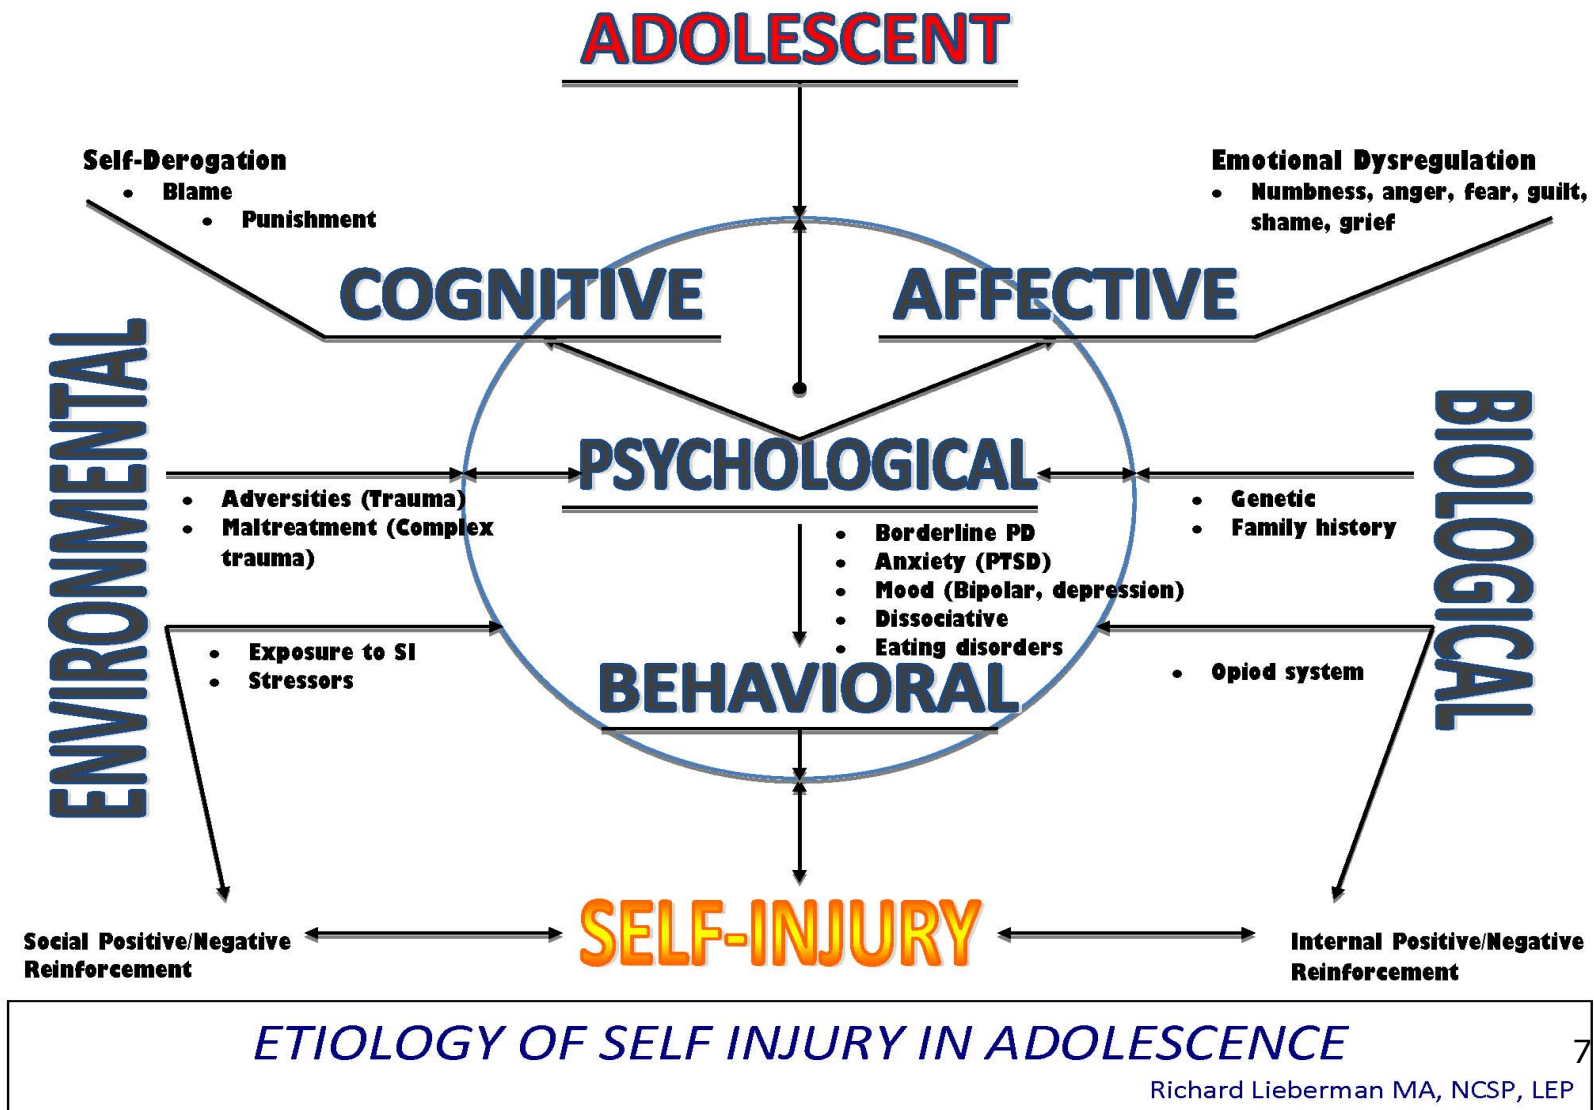 ADOLESCENT
Self-Derogation
• Blame
• Punishment
Emotional Dysregulation
• Numbness, anger, fear, guilt,
shame, grief
COGNITIVE
AFFECTIVE
ENVIRONMENTAL
BIOLOGICAL
PSYCHOLOGICAL
• Adversities (Trauma)
• Maltreatment (Complex
trauma)
• Borderline PD
• Anxiety (PTSD)
• Mood (Bipolar, depression)
• Dissociative
• Eating disorders
• Genetic
• Family history
• Exposure to SI
• Stressors
• Opiod system
BEHAVIORAL
Social Positive/Negative
Reinforcement
SELF-INJURY
Internal Positive/Negative
Reinforcement
ETIOLOGY OF SELF INJURY IN ADOLESCENCE
7
Richard Lieberman MA, NCSP, LEP